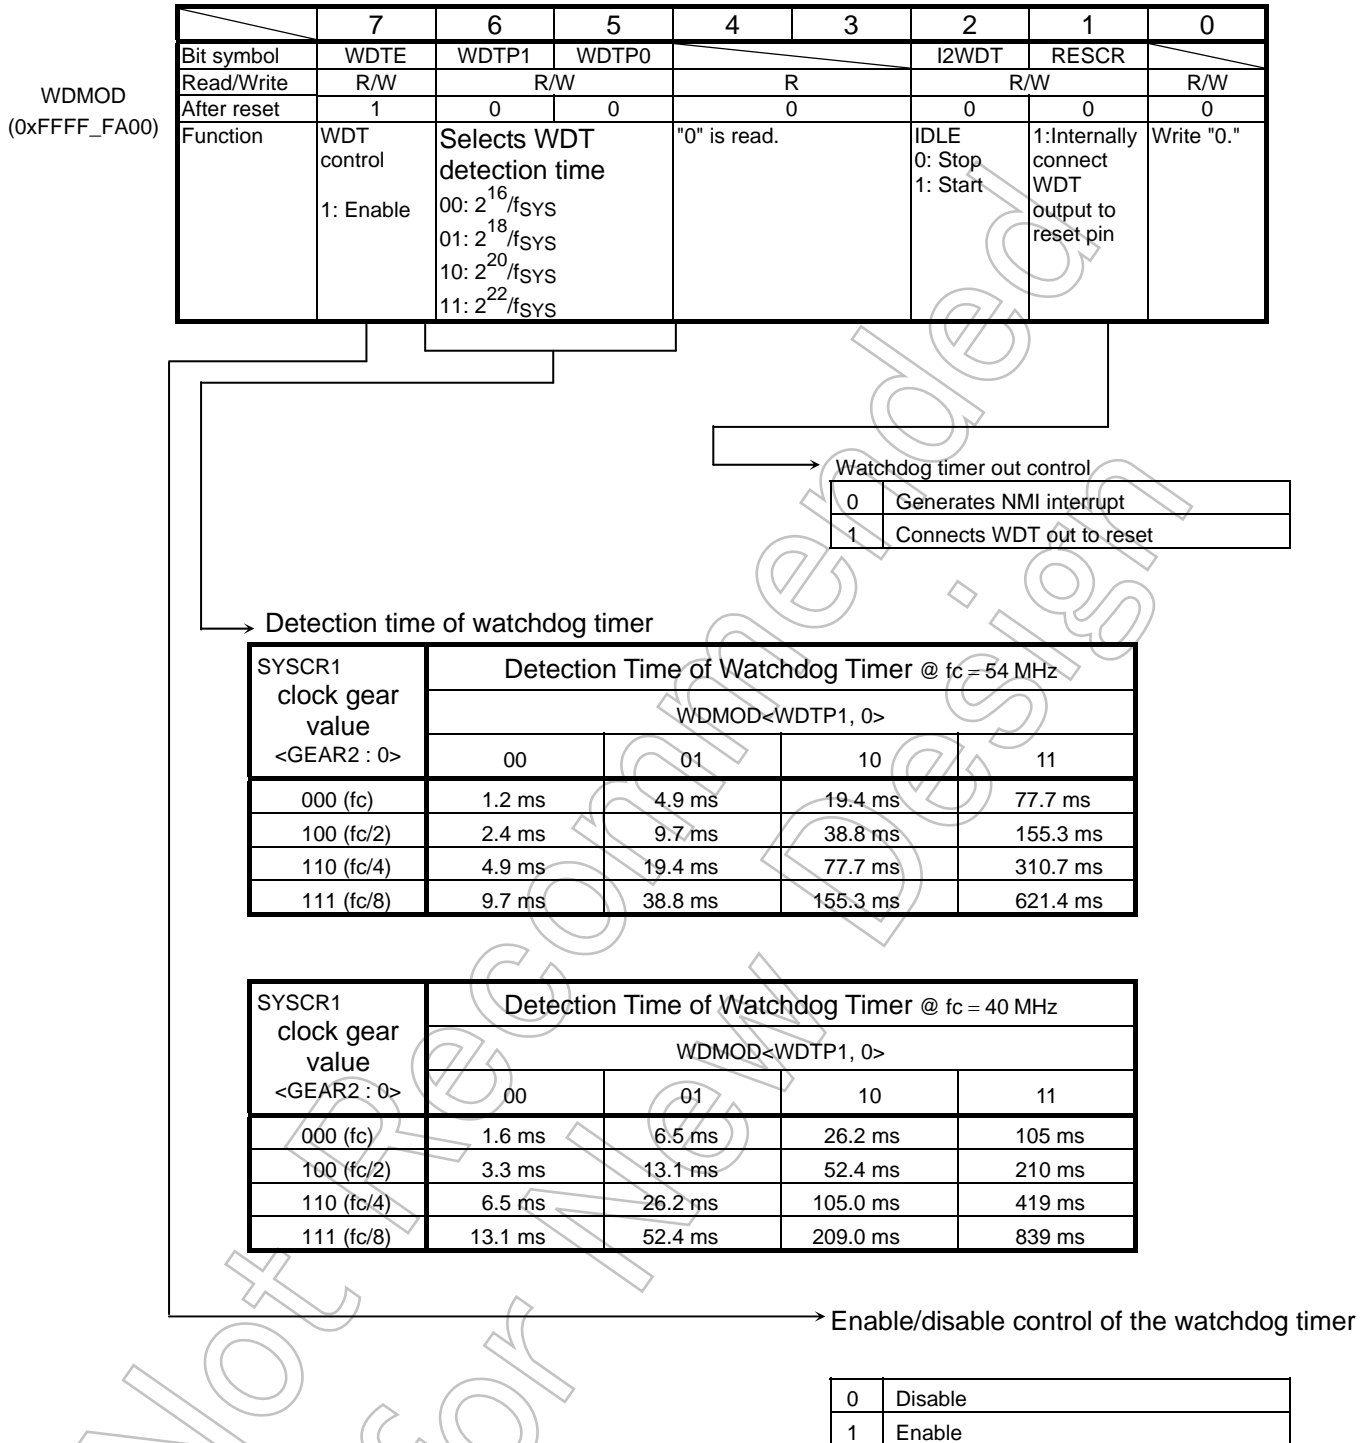 7 6 5 4 3 2 1 0
Bit symbol WDTE WDTP1 WDTP0 I2WDT RESCR
Read/Write R/W R/W R R/W R/W
After reset 1 0 0 0 0 0 0
WDMOD
(0xFFFF_FA00)
Function
WDT
control
1: Enable
Selects WDT
detection time
00: 2^16/fSYS
01: 2^18/fSYS
10: 2^20/fSYS
11: 2^22/fSYS
"0" is read.
IDLE
0: Stop
1: Start
1:Internally
connect
WDT
output to
reset pin
Write "0."
Watchdog timer out control
0 Generates NMI interrupt
1 Connects WDT out to reset
Detection time of watchdog timer
SYSCR1
clock gear
value
<GEAR2 : 0>
Detection Time of Watchdog Timer @ fc = 54 MHz
WDMOD<WDTP1, 0>
00 01 10 11
000 (fc) 1.2 ms 4.9 ms 19.4 ms 77.7 ms
100 (fc/2) 2.4 ms 9.7 ms 38.8 ms 155.3 ms
110 (fc/4) 4.9 ms 19.4 ms 77.7 ms 310.7 ms
111 (fc/8) 9.7 ms 38.8 ms 155.3 ms 621.4 ms
SYSCR1
clock gear
value
<GEAR2 : 0>
Detection Time of Watchdog Timer @ fc = 40 MHz
WDMOD<WDTP1, 0>
00 01 10 11
000 (fc) 1.6 ms 6.5 ms 26.2 ms 105 ms
100 (fc/2) 3.3 ms 13.1 ms 52.4 ms 210 ms
110 (fc/4) 6.5 ms 26.2 ms 105.0 ms 419 ms
111 (fc/8) 13.1 ms 52.4 ms 209.0 ms 839 ms
Enable/disable control of the watchdog timer
0 Disable
1 Enable
Not Recommended
for New Design